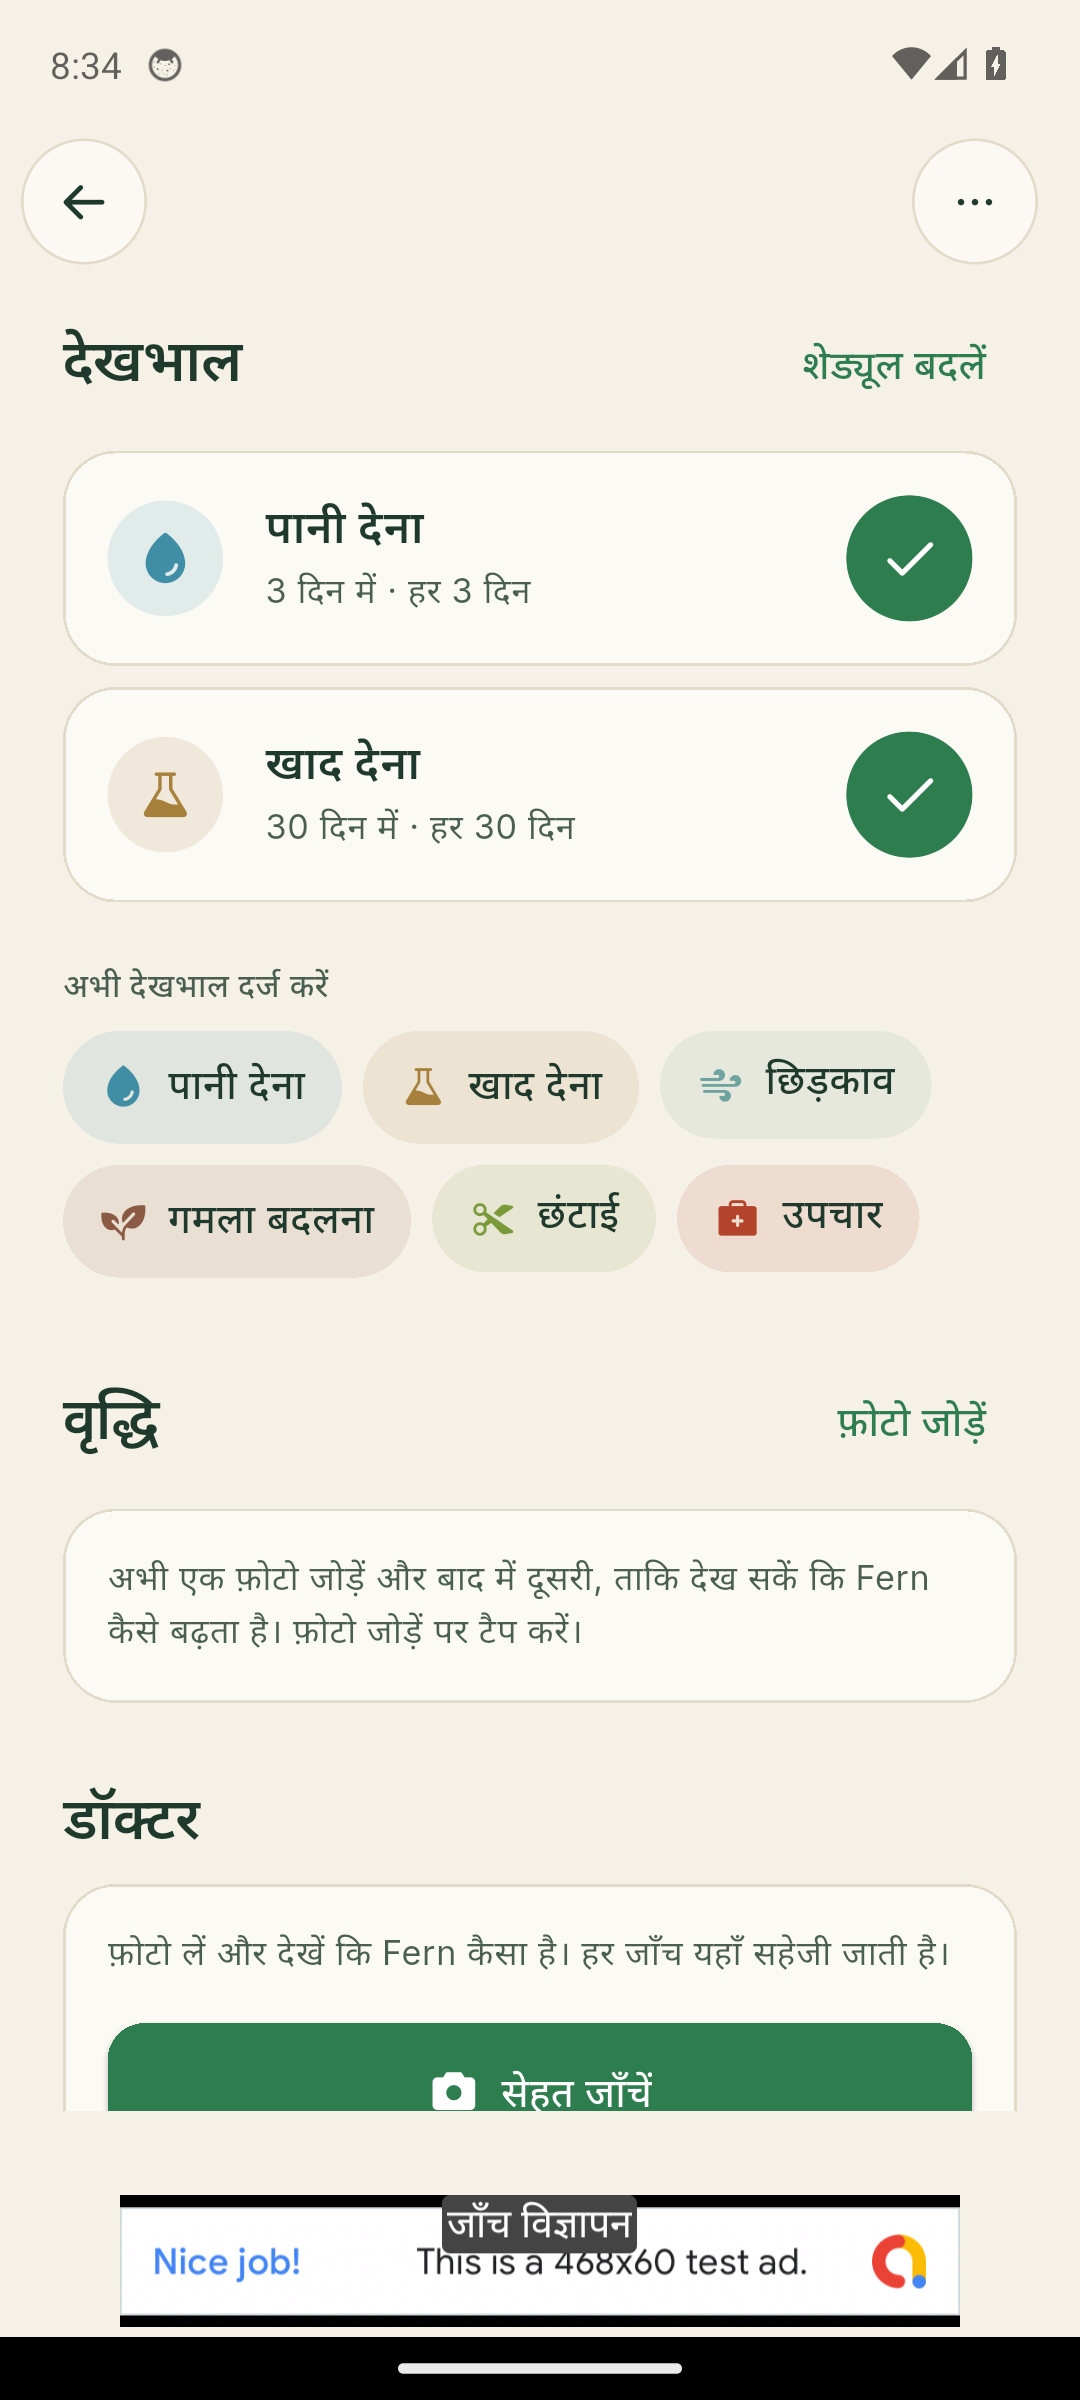 8:34
देखभाल
शेड्यूल बदलें
पानी देना
3 दिन में · हर 3 दिन
खाद देना
30 दिन में · हर 30 दिन
अभी देखभाल दर्ज करें
पानी देना
खाद देना
छिड़काव
गमला बदलना
छंटाई
उपचार
वृद्धि
फ़ोटो जोड़ें
अभी एक फ़ोटो जोड़ें और बाद में दूसरी, ताकि देख सकें कि Fern
कैसे बढ़ता है। फ़ोटो जोड़ें पर टैप करें।
डॉक्टर
फ़ोटो लें और देखें कि Fern कैसा है। हर जाँच यहाँ सहेजी जाती है।
सेहत जाँचें
जाँच विज्ञापन
Nice job!
This is a 468x60 test ad.